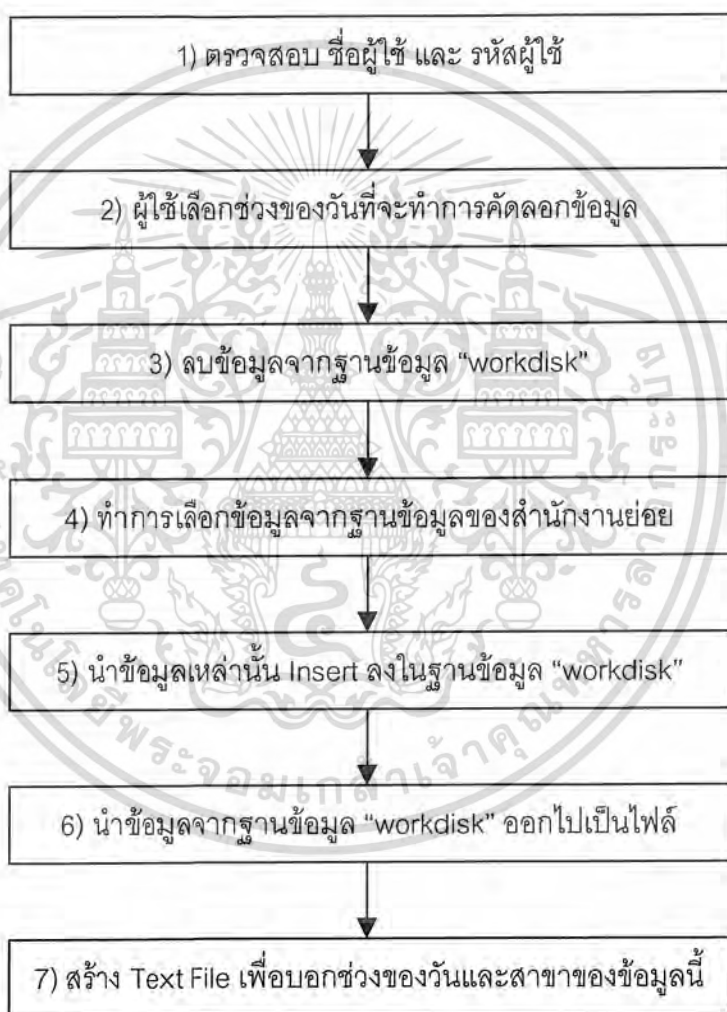 1) ตรวจสอบ ชื่อผู้ใช้ และ รหัสผู้ใช้
2) ผู้ใช้เลือกช่วงของวันที่จะทำการคัดลอกข้อมูล
3) ลบข้อมูลจากฐานข้อมูล “workdisk”
4) ทำการเลือกข้อมูลจากฐานข้อมูลของสำนักงานย่อย
5) นำข้อมูลเหล่านั้น Insert ลงในฐานข้อมูล “workdisk”
6) นำข้อมูลจากฐานข้อมูล “workdisk” ออกไปเป็นไฟล์
7) สร้าง Text File เพื่อบอกช่วงของวันและสาขาของข้อมูลนี้